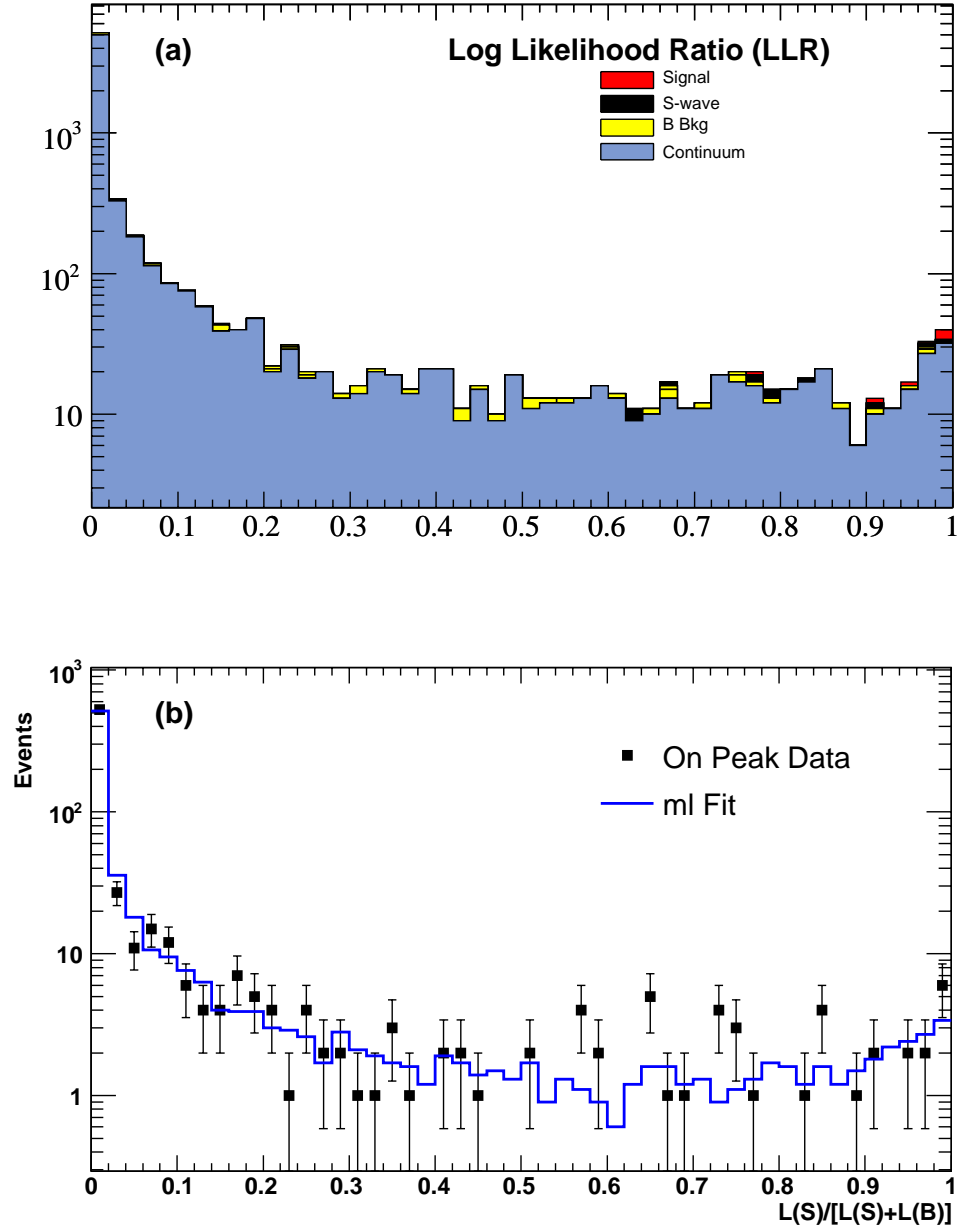 (a)
Log Likelihood Ratio (LLR)
Signal
S-wave
B Bkg
Continuum
10³
10²
10
0 0.1 0.2 0.3 0.4 0.5 0.6 0.7 0.8 0.9 1
(b)
On Peak Data
ml Fit
Events
10³
10²
10
1
0 0.1 0.2 0.3 0.4 0.5 0.6 0.7 0.8 0.9 1
L(S)/[L(S)+L(B)]